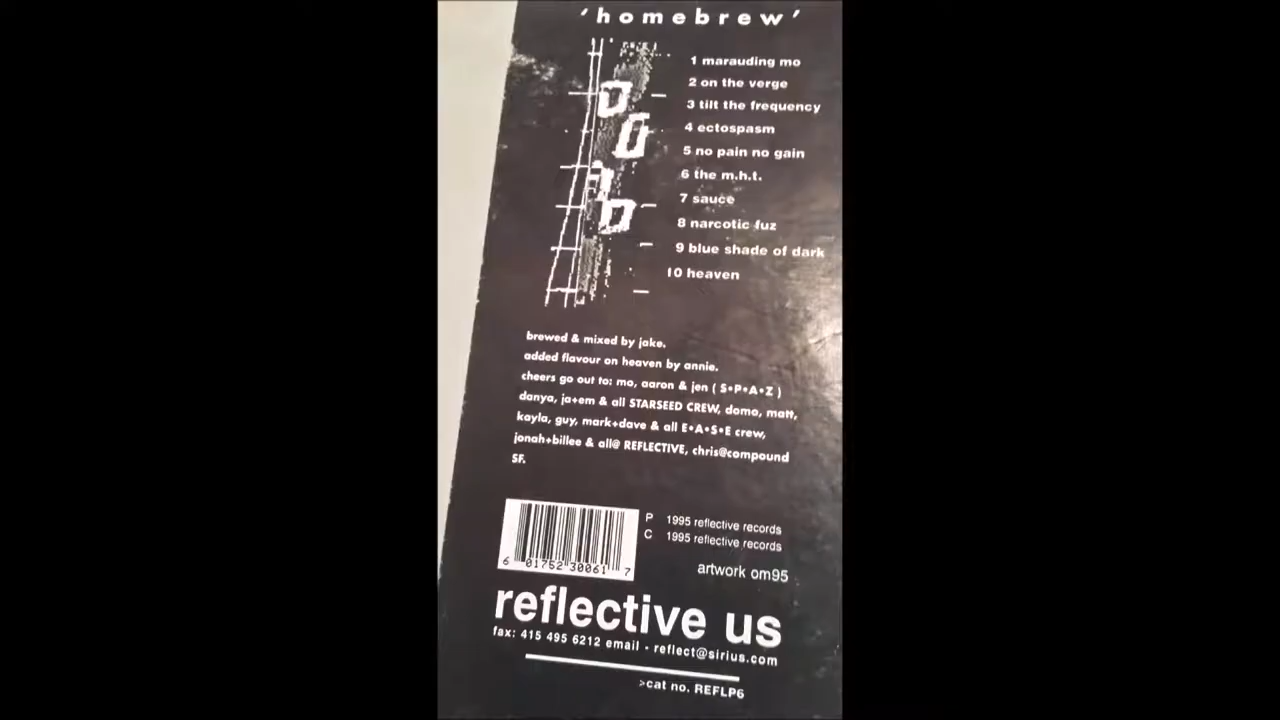 'homebrew'
1 marauding mo
2 on the verge
3 tilt the frequency
4 ectospasm
5 no pain no gain
6 the m.h.t.
7 sauce
8 narcotic fuz
9 blue shade of dark
10 heaven
brewed & mixed by jake.
added flavour on heaven by annie.
cheers go out to: mo, aaron & jen ( S•P•A•Z )
danya, ja+em & all STARSEED CREW, domo, matt,
kayla, guy, mark+dave & all E•A•S•E crew,
jonah+billee & all@ REFLECTIVE, chris@compound
SF.
P 1995 reflective records
C 1995 reflective records
artwork om95
6 01752 30061 7
reflective us
fax: 415 495 6212 email - reflect@sirius.com
>cat no. REFLP6